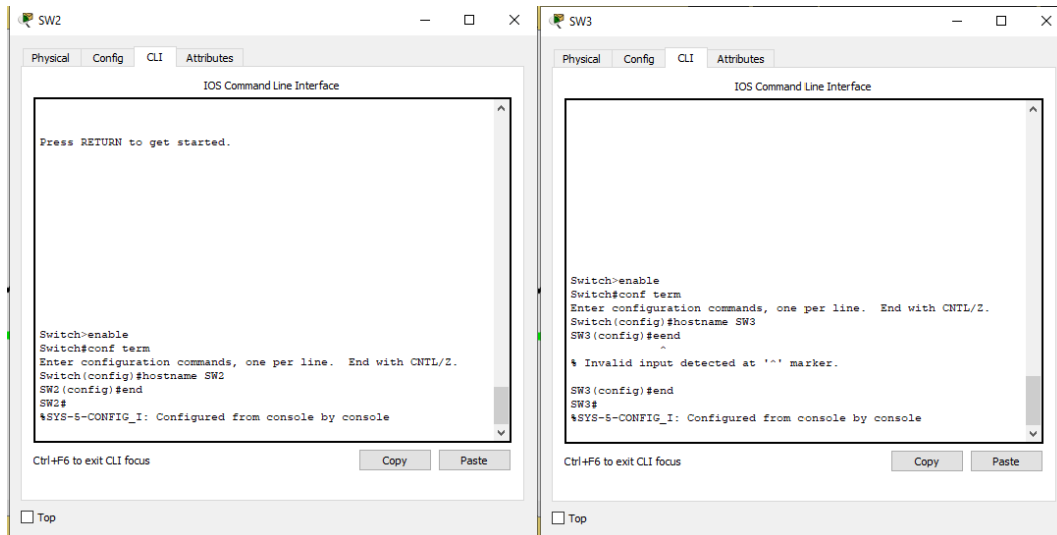 SW2
Physical Config CLI Attributes
IOS Command Line Interface
Press RETURN to get started.
Switch>enable
Switch#conf term
Enter configuration commands, one per line.  End with CNTL/Z.
Switch(config)#hostname SW2
SW2(config)#end
SW2#
%SYS-5-CONFIG_I: Configured from console by console
Ctrl+F6 to exit CLI focus
Copy Paste
Top
SW3
Physical Config CLI Attributes
IOS Command Line Interface
Switch>enable
Switch#conf term
Enter configuration commands, one per line.  End with CNTL/Z.
Switch(config)#hostname SW3
SW3(config)#eend
^
% Invalid input detected at '^' marker.
SW3(config)#end
SW3#
%SYS-5-CONFIG_I: Configured from console by console
Ctrl+F6 to exit CLI focus
Copy Paste
Top